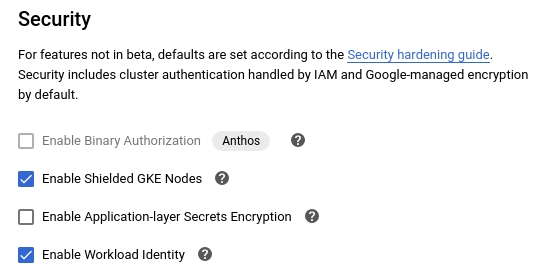 Security
For features not in beta, defaults are set according to the Security hardening guide.
Security includes cluster authentication handled by IAM and Google-managed encryption
by default.
Enable Binary Authorization Anthos ?
Enable Shielded GKE Nodes ?
Enable Application-layer Secrets Encryption ?
Enable Workload Identity ?